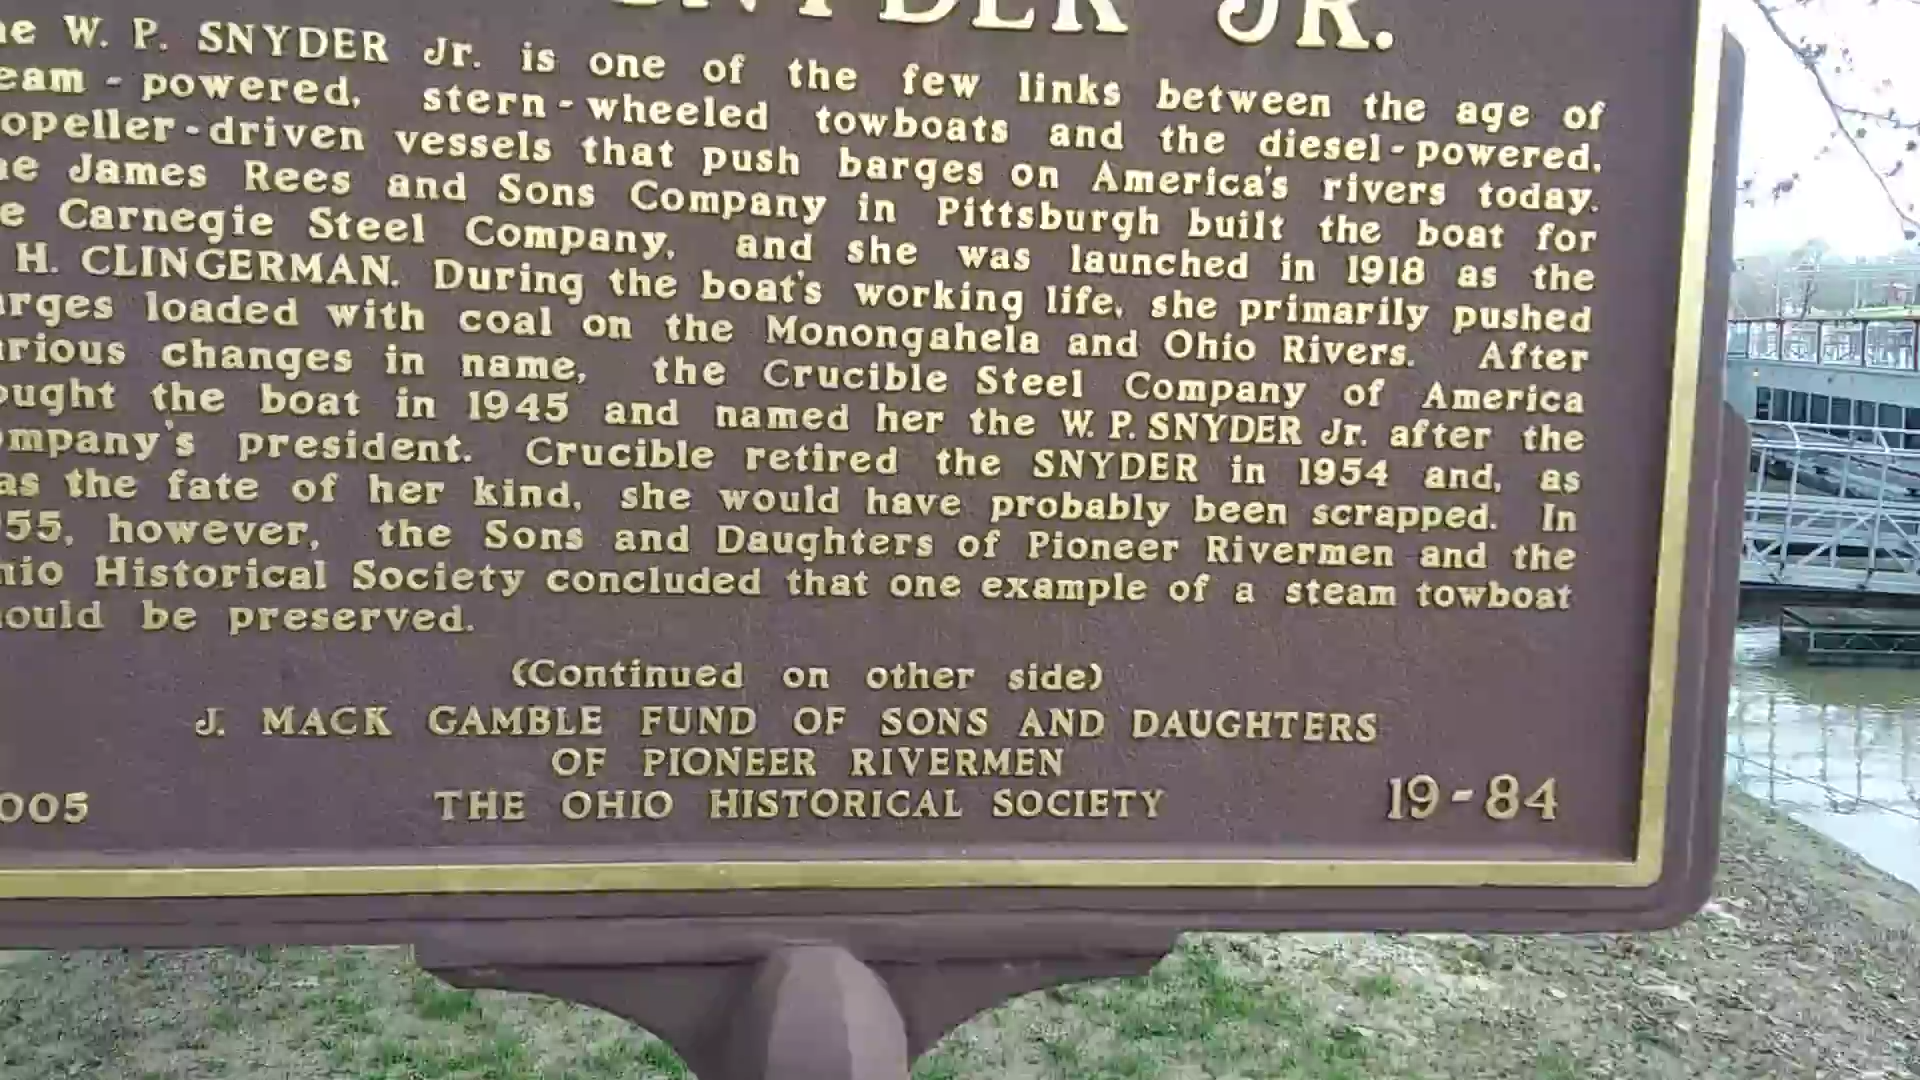 SNYDER JR.
he W. P. SNYDER Jr. is one of the few links between the age of
eam - powered, stern - wheeled towboats and the diesel - powered,
opeller - driven vessels that push barges on America's rivers today.
he James Rees and Sons Company in Pittsburgh built the boat for
e Carnegie Steel Company, and she was launched in 1918 as the
H. CLINGERMAN. During the boat's working life, she primarily pushed
arges loaded with coal on the Monongahela and Ohio Rivers. After
arious changes in name, the Crucible Steel Company of America
ought the boat in 1945 and named her the W. P. SNYDER Jr. after the
ompany's president. Crucible retired the SNYDER in 1954 and, as
as the fate of her kind, she would have probably been scrapped. In
55, however, the Sons and Daughters of Pioneer Rivermen and the
hio Historical Society concluded that one example of a steam towboat
hould be preserved.
(Continued on other side)
J. MACK GAMBLE FUND OF SONS AND DAUGHTERS
OF PIONEER RIVERMEN
THE OHIO HISTORICAL SOCIETY
005
19-84